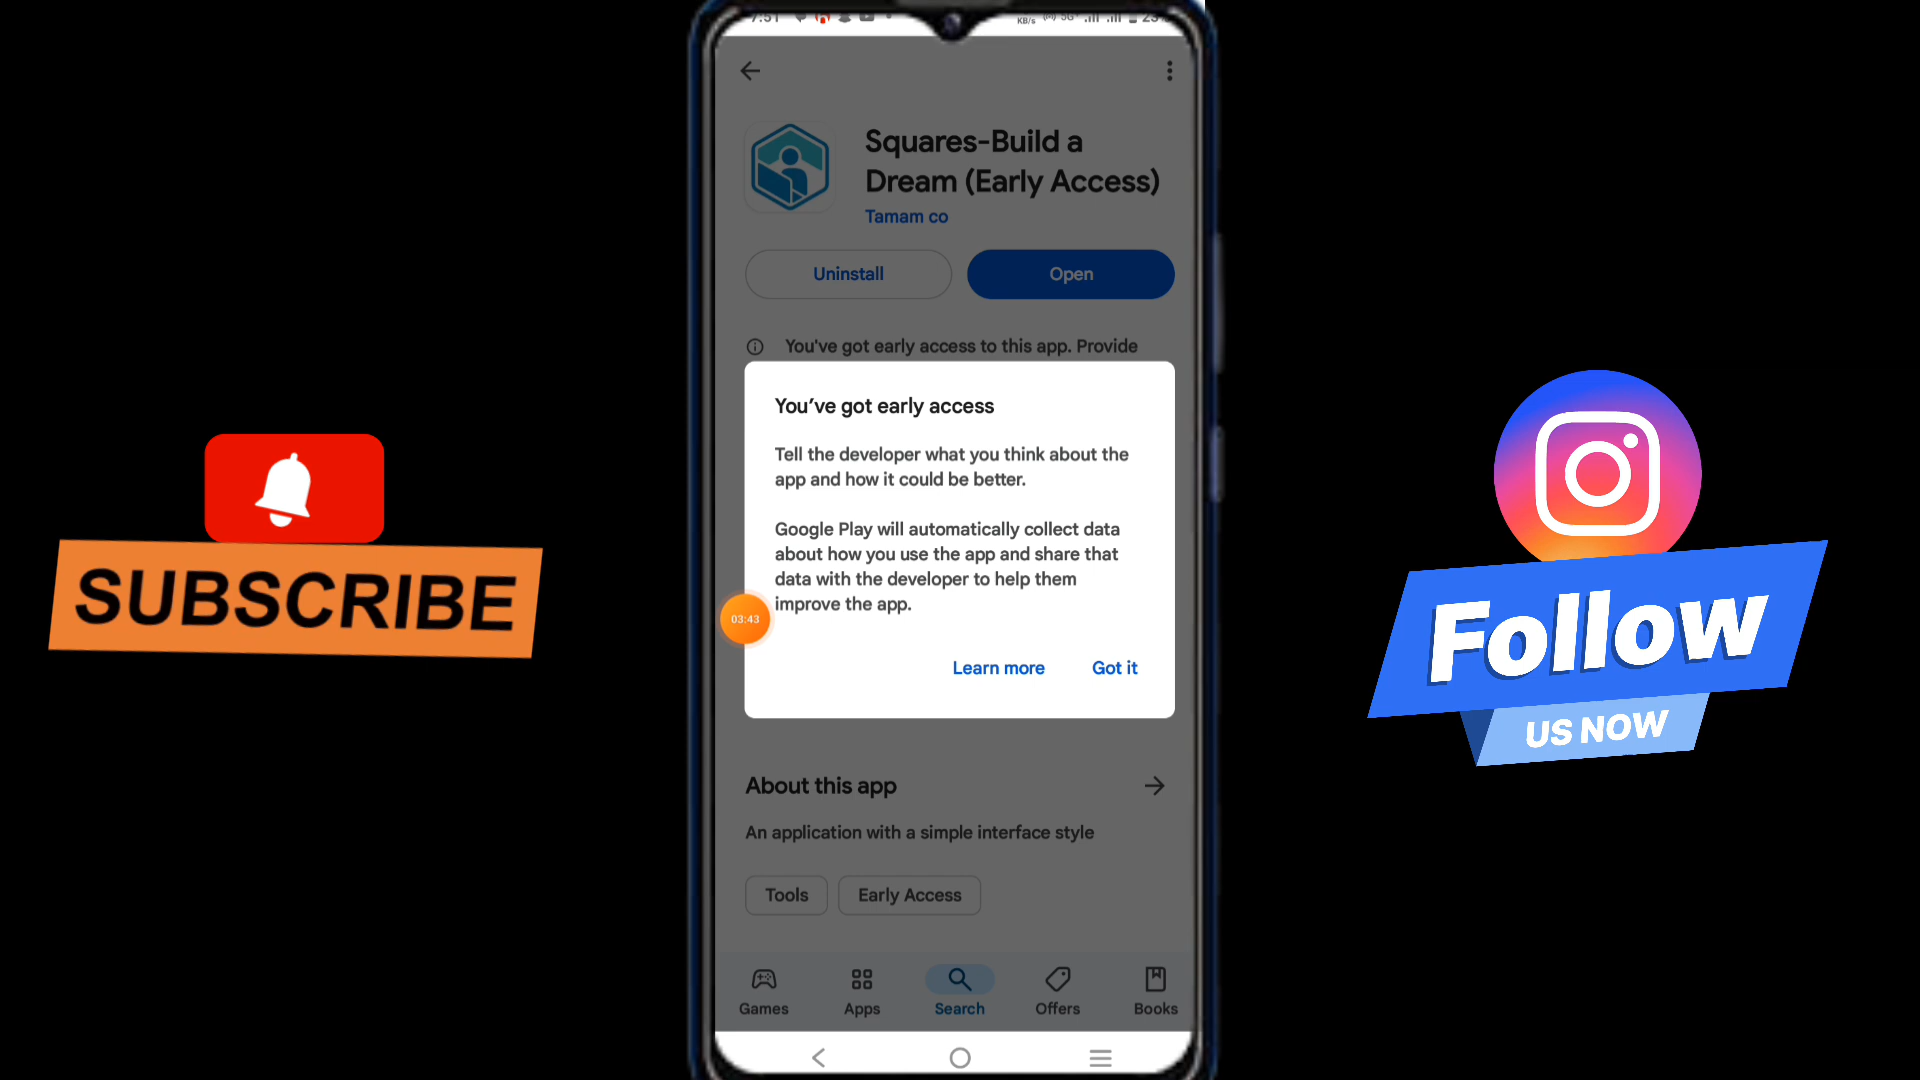 7:51
KB/s 5G
Squares-Build a
Dream (Early Access)
Tamam co
Uninstall
Open
You've got early access to this app. Provide
You've got early access
Tell the developer what you think about the
app and how it could be better.
Google Play will automatically collect data
about how you use the app and share that
data with the developer to help them
improve the app.
03:43
Learn more
Got it
About this app
An application with a simple interface style
Tools
Early Access
Games
Apps
Search
Offers
Books
SUBSCRIBE
Follow
US NOW